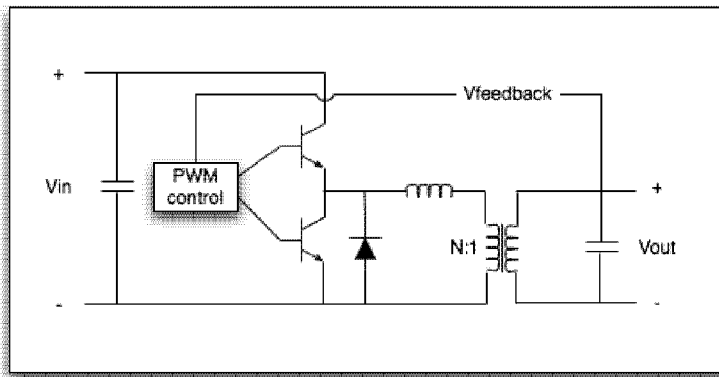 +
Vfeedback
PWM
control
Vin
+
N:1
Vout
-
-